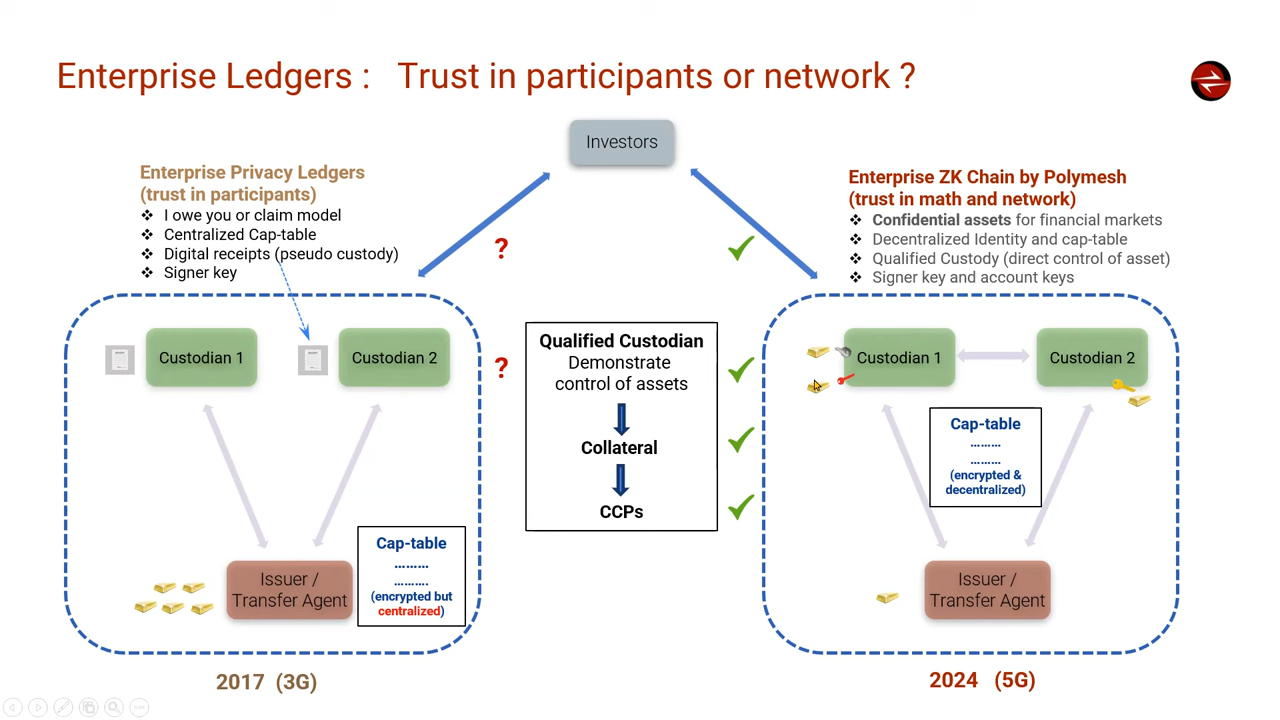 Enterprise Ledgers : Trust in participants or network ?
Investors
Enterprise Privacy Ledgers
(trust in participants)
❖ I owe you or claim model
❖ Centralized Cap-table
❖ Digital receipts (pseudo custody)
❖ Signer key
Enterprise ZK Chain by Polymesh
(trust in math and network)
❖ Confidential assets for financial markets
❖ Decentralized Identity and cap-table
❖ Qualified Custody (direct control of asset)
❖ Signer key and account keys
?
?
Custodian 1
Custodian 2
Issuer /
Transfer Agent
Cap-table
.........
..........
(encrypted but
centralized)
2017 (3G)
Qualified Custodian
Demonstrate
control of assets
Collateral
CCPs
Custodian 1
Custodian 2
Cap-table
.........
.........
(encrypted &
decentralized)
Issuer /
Transfer Agent
2024 (5G)